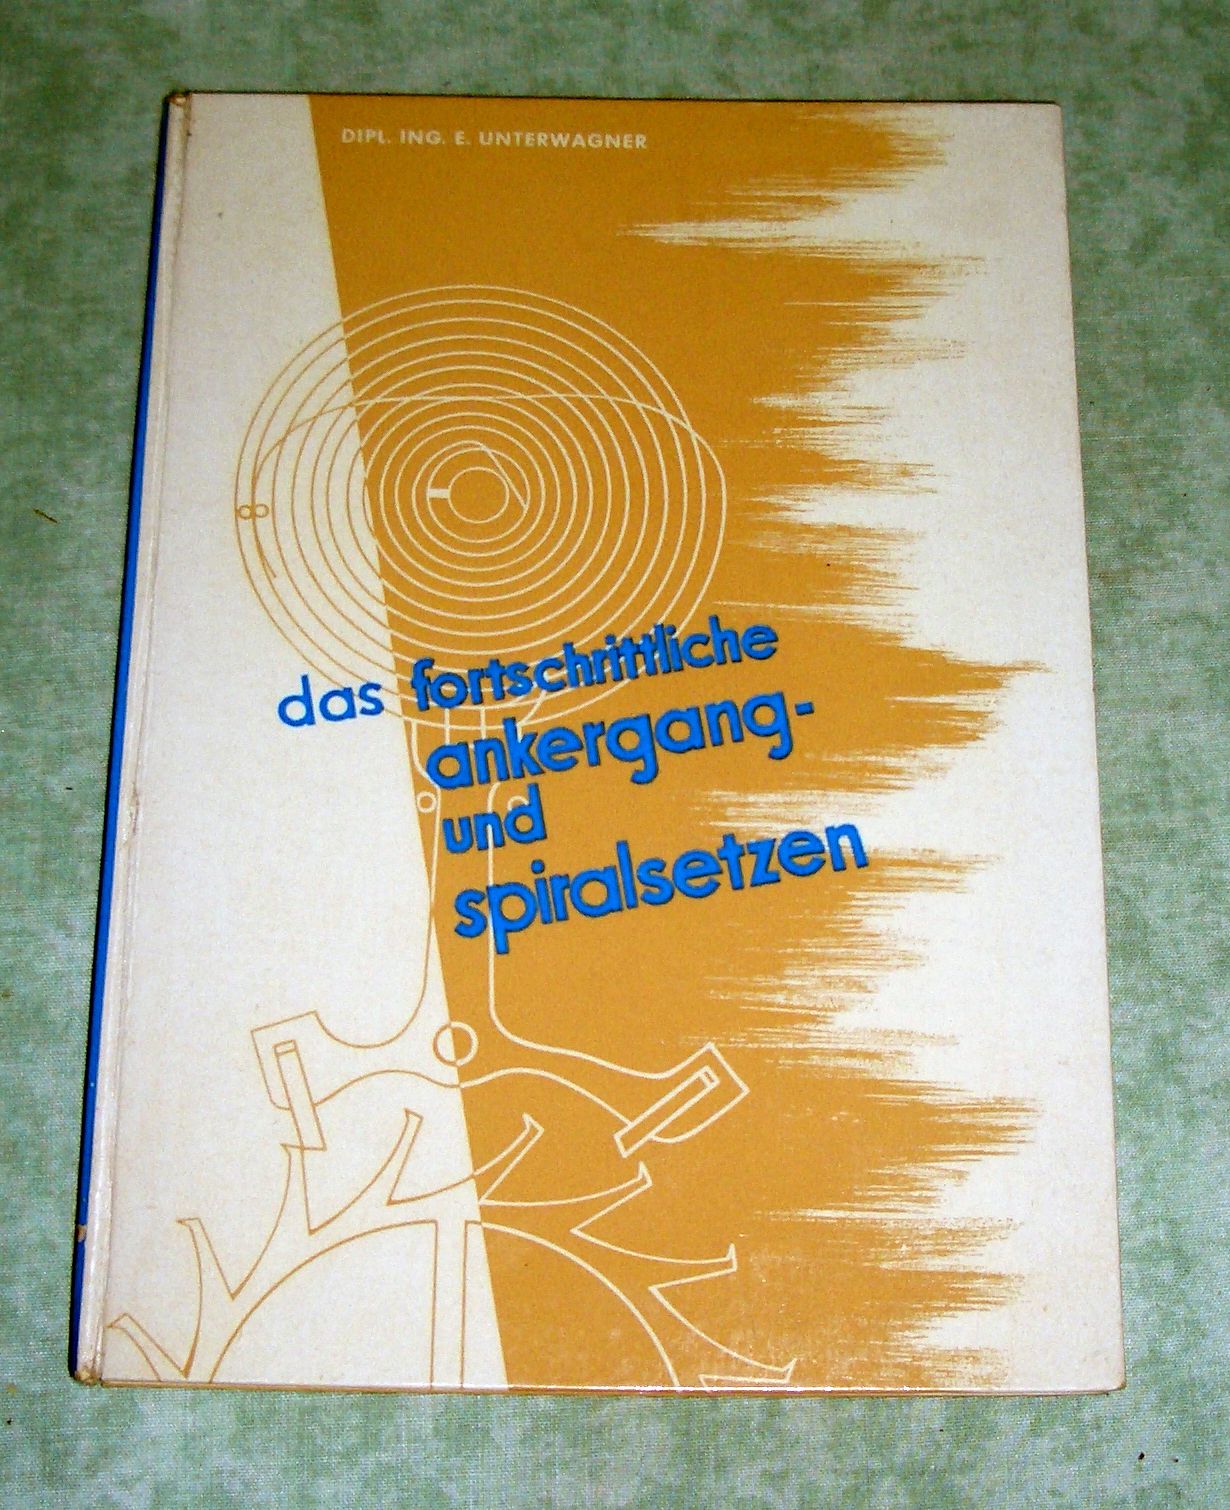 DIPL. ING. E. UNTERWAGNER
das fortschrittliche
ankergang-
und
spiralsetzen